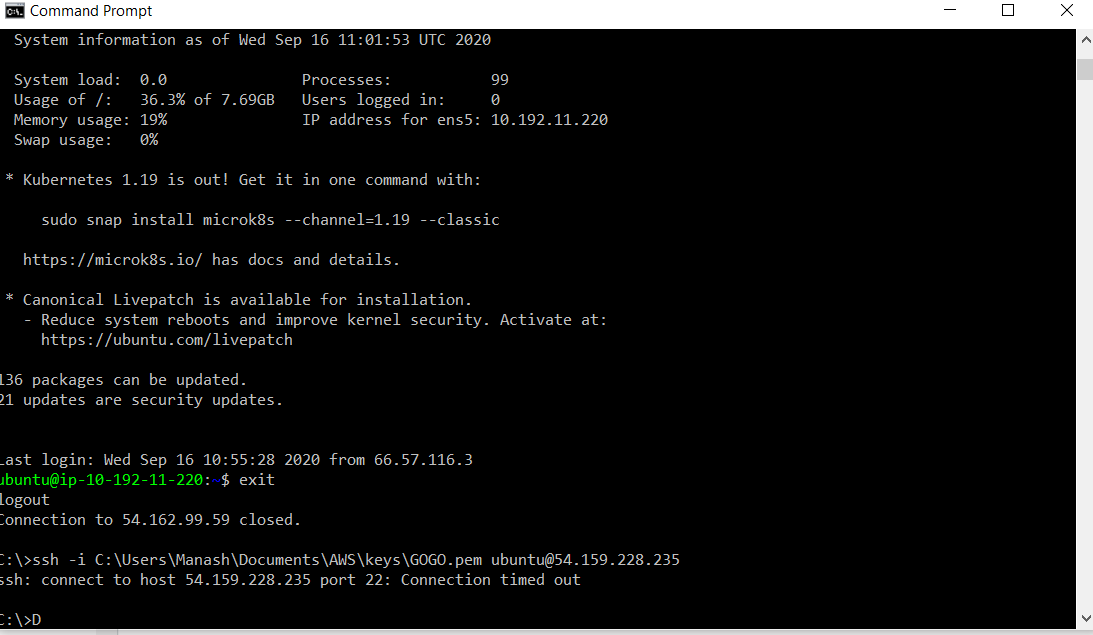 Command Prompt
System information as of Wed Sep 16 11:01:53 UTC 2020
System load: 0.0 Processes: 99
Usage of /: 36.3% of 7.69GB Users logged in: 0
Memory usage: 19% IP address for ens5: 10.192.11.220
Swap usage: 0%
* Kubernetes 1.19 is out! Get it in one command with:
sudo snap install microk8s --channel=1.19 --classic
https://microk8s.io/ has docs and details.
* Canonical Livepatch is available for installation.
- Reduce system reboots and improve kernel security. Activate at:
https://ubuntu.com/livepatch
136 packages can be updated.
21 updates are security updates.
Last login: Wed Sep 16 10:55:28 2020 from 66.57.116.3
ubuntu@ip-10-192-11-220:~$ exit
logout
Connection to 54.162.99.59 closed.
C:\>ssh -i C:\Users\Manash\Documents\AWS\keys\GOGO.pem ubuntu@54.159.228.235
ssh: connect to host 54.159.228.235 port 22: Connection timed out
C:\>D